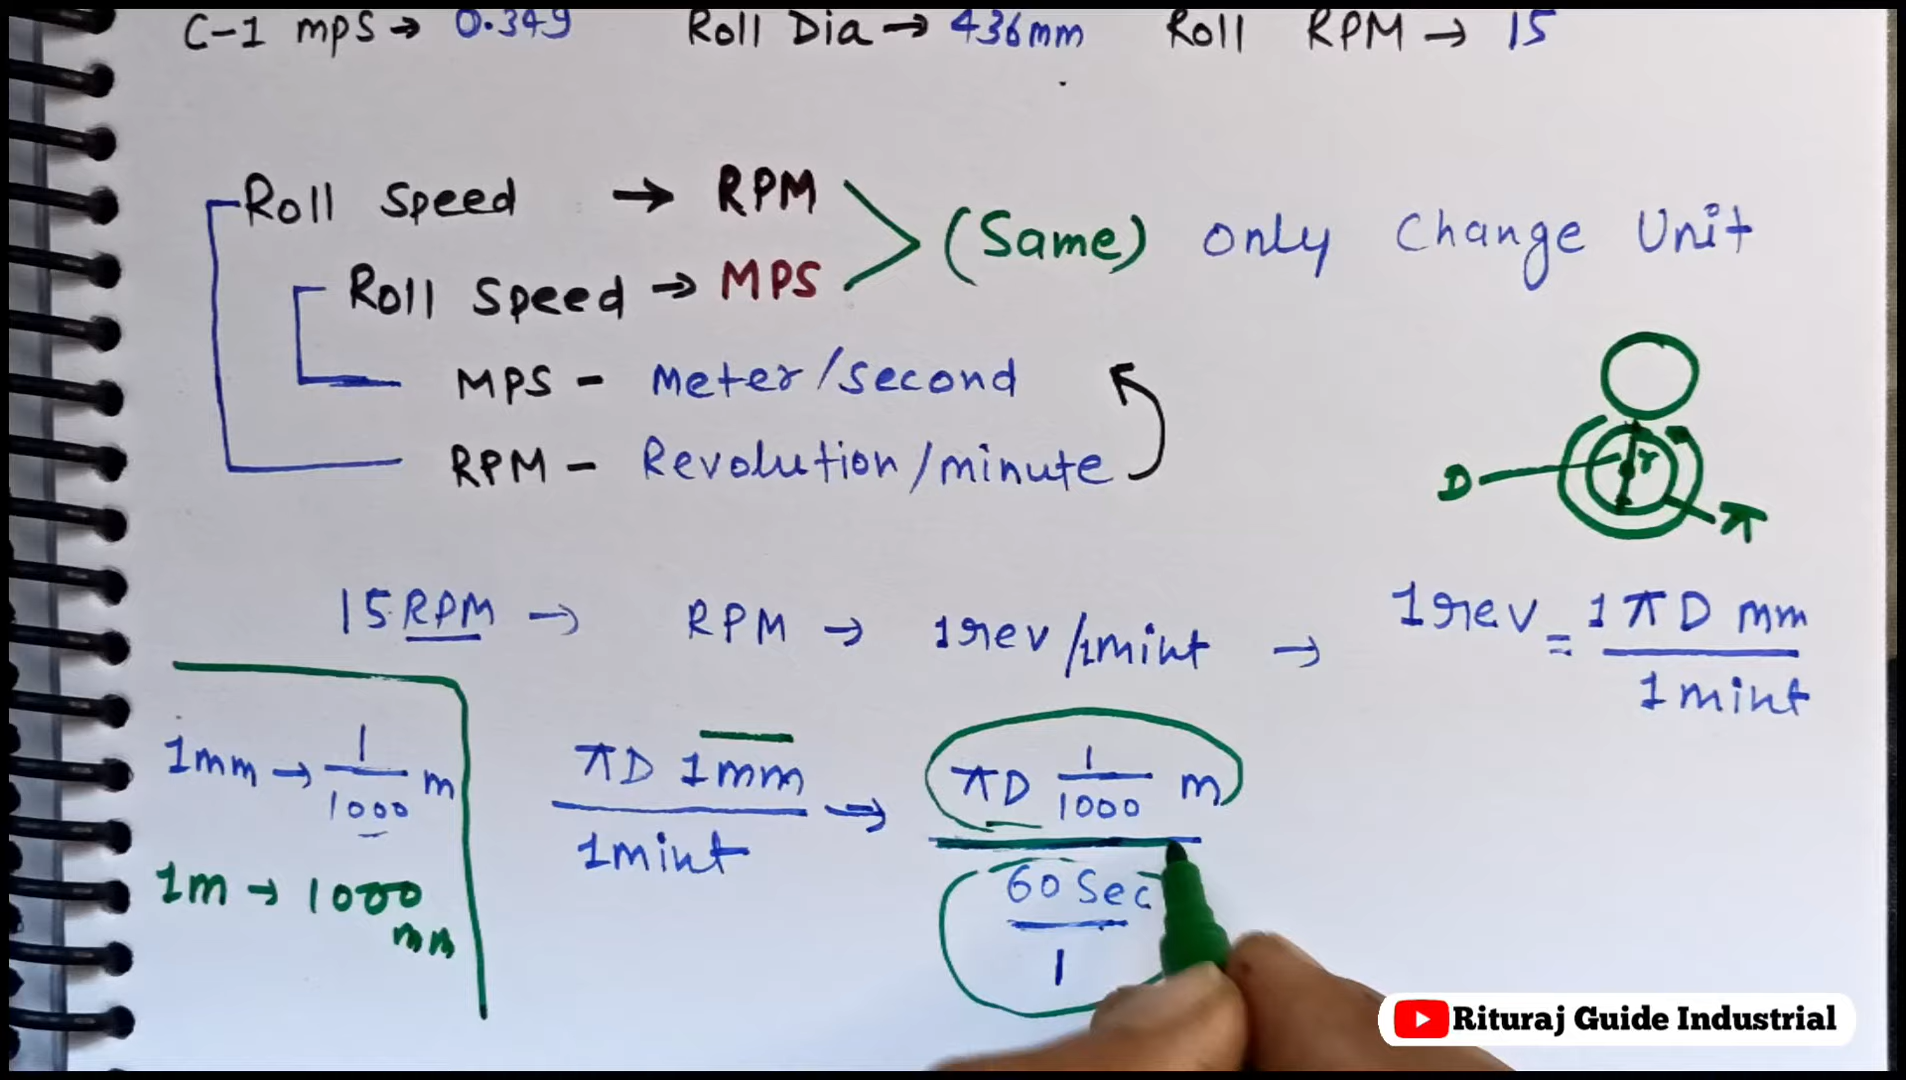 C-1 mps → 0.349 Roll Dia → 436mm Roll RPM → 15
Roll Speed → RPM
Roll Speed → MPS
(Same) only Change Unit
MPS - Meter/second
RPM - Revolution/minute
D
r
π
15 RPM → RPM → 1rev/1mint → 1rev = 1πD mm
1mint
1mm → 1/1000 m
1m → 1000
mm
πD 1mm
1mint
→
πD 1/1000 m
60 Sec
1
Rituraj Guide Industrial